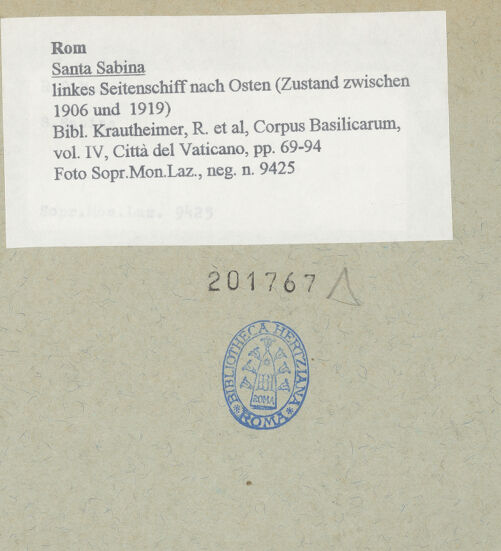 Rom
Santa Sabina
linkes Seitenschiff nach Osten (Zustand zwischen
1906 und 1919)
Bibl. Krautheimer, R. et al, Corpus Basilicarum,
vol. IV, Città del Vaticano, pp. 69-94
Foto Sopr.Mon.Laz., neg. n. 9425
Sopr.Mon.Laz. 9425
201767
BIBLIOTHECA HERTZIANA
ROMA
* ROMA *